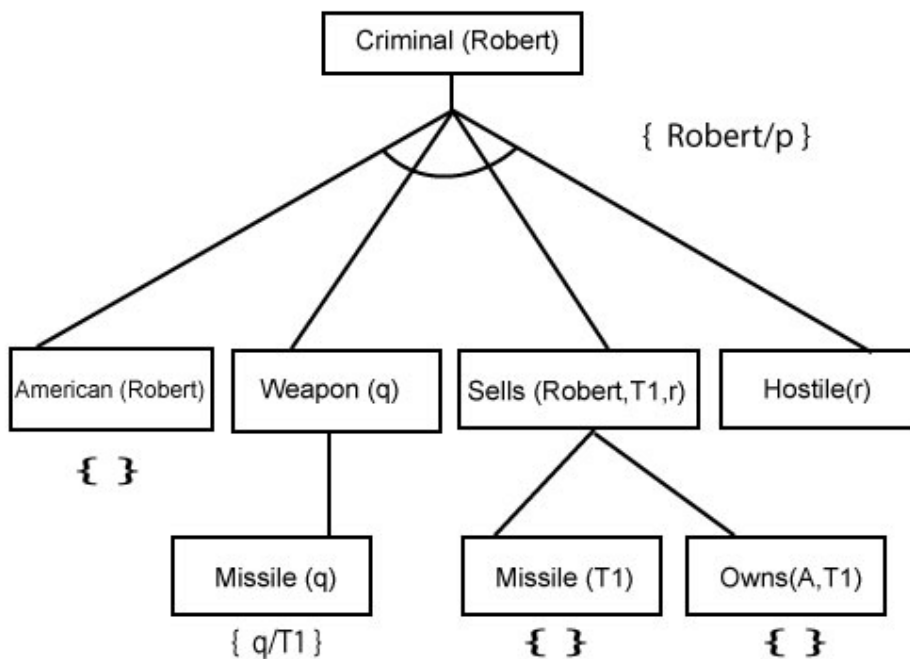 Criminal (Robert)
{ Robert/p }
American (Robert)
Weapon (q)
Sells (Robert,T1,r)
Hostile(r)
{ }
Missile (q)
Missile (T1)
Owns(A,T1)
{ q/T1 }
{ }
{ }